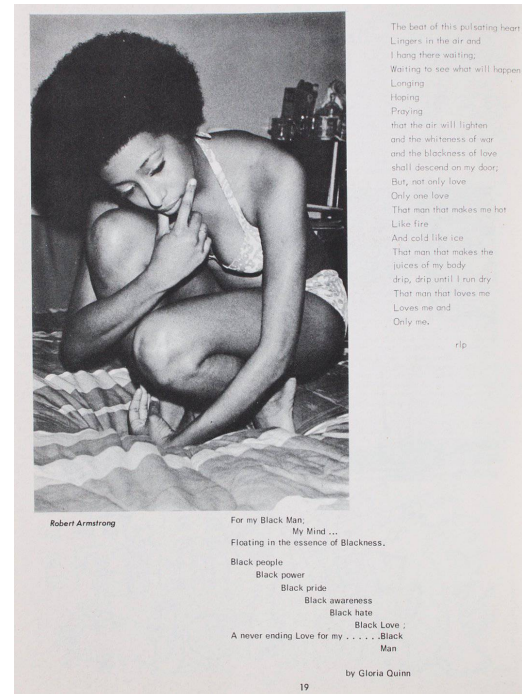 The beat of this pulsating heart
Lingers in the air and
I hang there waiting;
Waiting to see what will happen
Longing
Hoping
Praying
that the air will lighten
and the whiteness of war
and the blackness of love
shall descend on my door;
But, not only love
Only one love
That man that makes me hot
Like fire
And cold like ice
That man that makes the
juices of my body
drip, drip until I run dry
That man that loves me
Loves me and
Only me.
rlp
Robert Armstrong
For my Black Man;
My Mind ...
Floating in the essence of Blackness.
Black people
Black power
Black pride
Black awareness
Black hate
Black Love ;
A never ending Love for my . . . . . .Black
Man
by Gloria Quinn
19